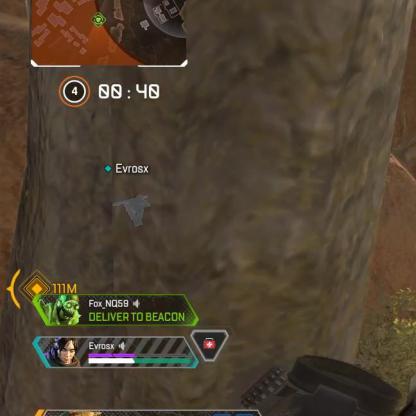 4 00:40
Evrosx
111M
Fox_NQ59
DELIVER TO BEACON
Evrosx